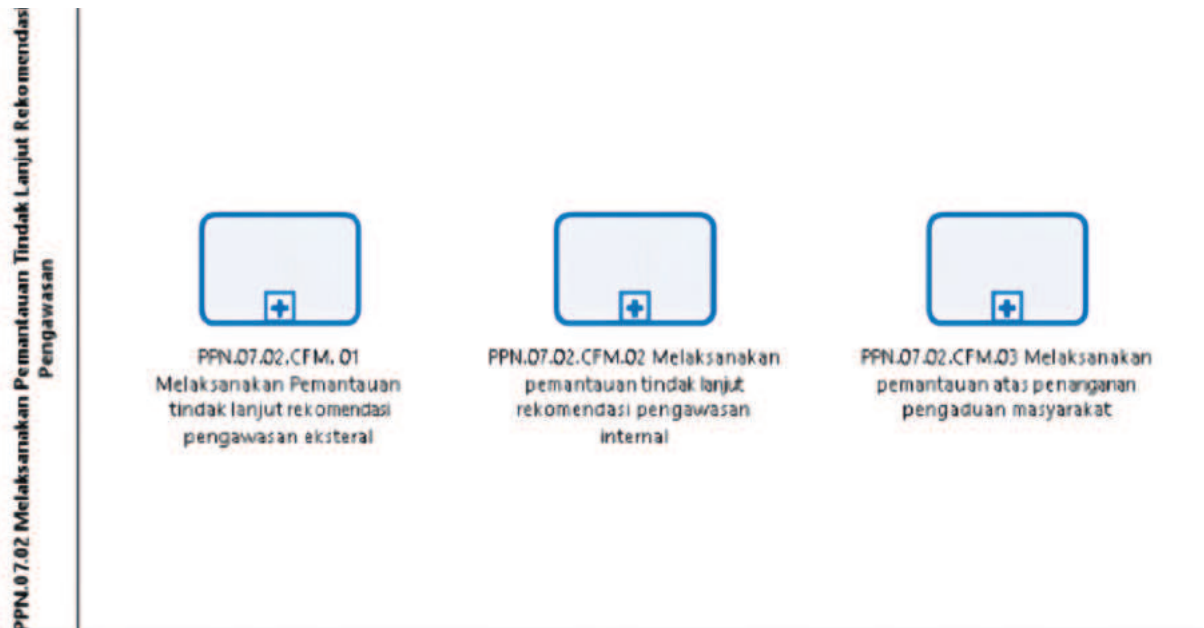 PPN.07.02 Melaksanakan Pemantauan Tindak Lanjut Rekomendasi
Pengawasan
PPN.07.02.CFM. 01
Melaksanakan Pemantauan
tindak lanjut rekomendasi
pengawasan eksteral
PPN.07.02.CFM.02 Melaksanakan
pemantauan tindak lanjut
rekomendasi pengawasan
internal
PPN.07.02.CFM.03 Melaksanakan
pemantauan atas penanganan
pengaduan masyarakat